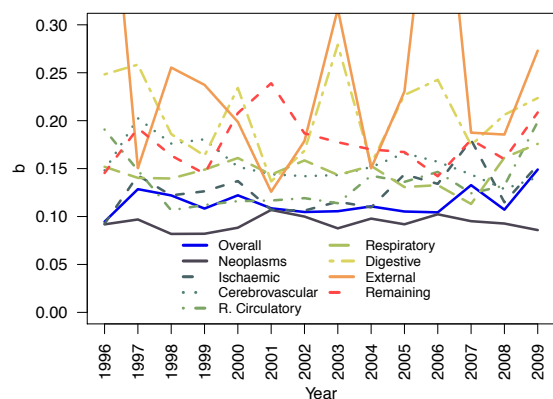 0.30
0.25
0.20
0.15
0.10
0.05
0.00
b
Overall
Neoplasms
Ischaemic
Cerebrovascular
R. Circulatory
Respiratory
Digestive
External
Remaining
1996
1997
1998
1999
2000
2001
2002
2003
2004
2005
2006
2007
2008
2009
Year